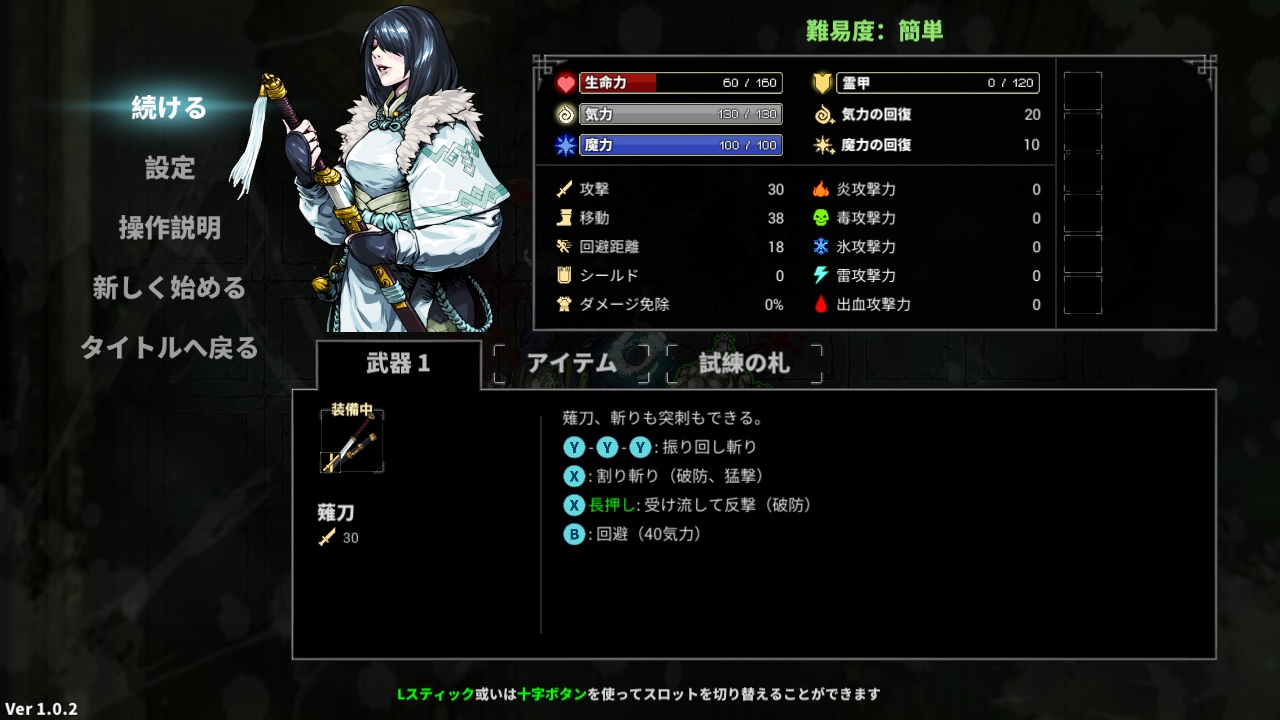 難易度: 簡単
続ける
設定
操作説明
新しく始める
タイトルへ戻る
生命力 60 / 160
霊甲 0 / 120
気力 130 / 130
気力の回復 20
魔力 100 / 100
魔力の回復 10
攻撃 30
炎攻撃力 0
移動 38
毒攻撃力 0
回避距離 18
氷攻撃力 0
シールド 0
雷攻撃力 0
ダメージ免除 0%
出血攻撃力 0
武器 1
アイテム
試練の札
装備中
薙刀
30
薙刀、斬りも突刺もできる。
Y - Y - Y : 振り回し斬り
X : 割り斬り（破防、猛撃）
X 長押し: 受け流して反撃（破防）
B : 回避（40気力）
Lスティック或いは十字ボタンを使ってスロットを切り替えることができます
Ver 1.0.2